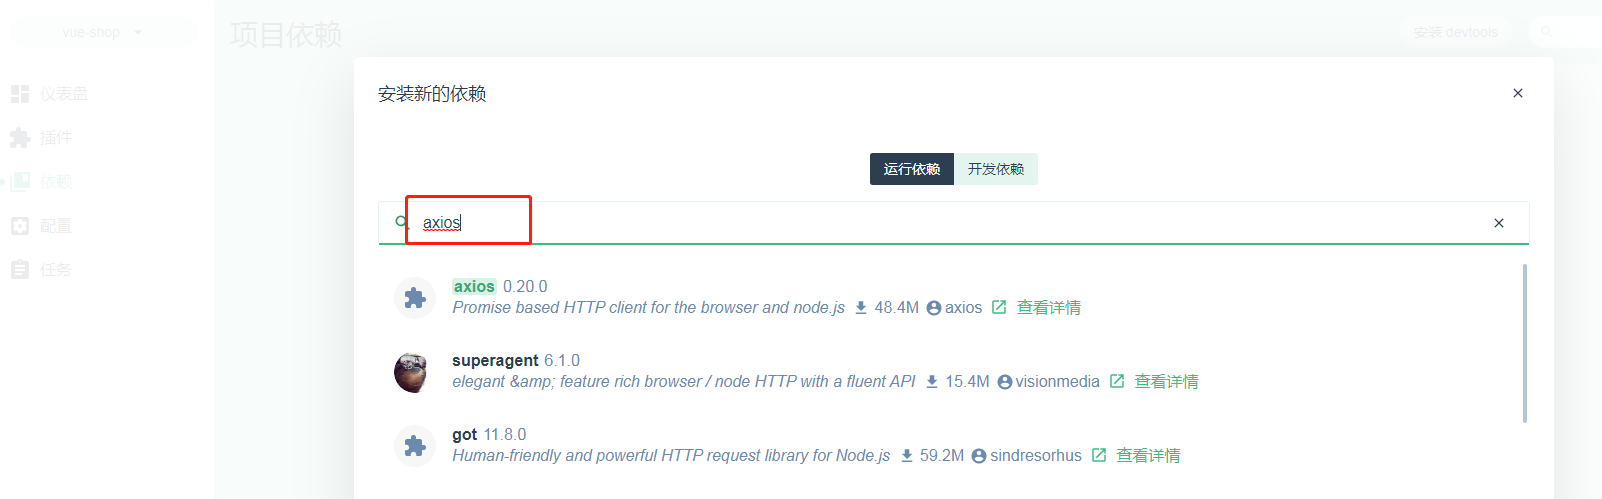 vue-shop
项目依赖
安装 devtools
仪表盘
插件
依赖
配置
任务
安装新的依赖
运行依赖 开发依赖
axios
axios 0.20.0
Promise based HTTP client for the browser and node.js 48.4M axios 查看详情
superagent 6.1.0
elegant &amp; feature rich browser / node HTTP with a fluent API 15.4M visionmedia 查看详情
got 11.8.0
Human-friendly and powerful HTTP request library for Node.js 59.2M sindresorhus 查看详情